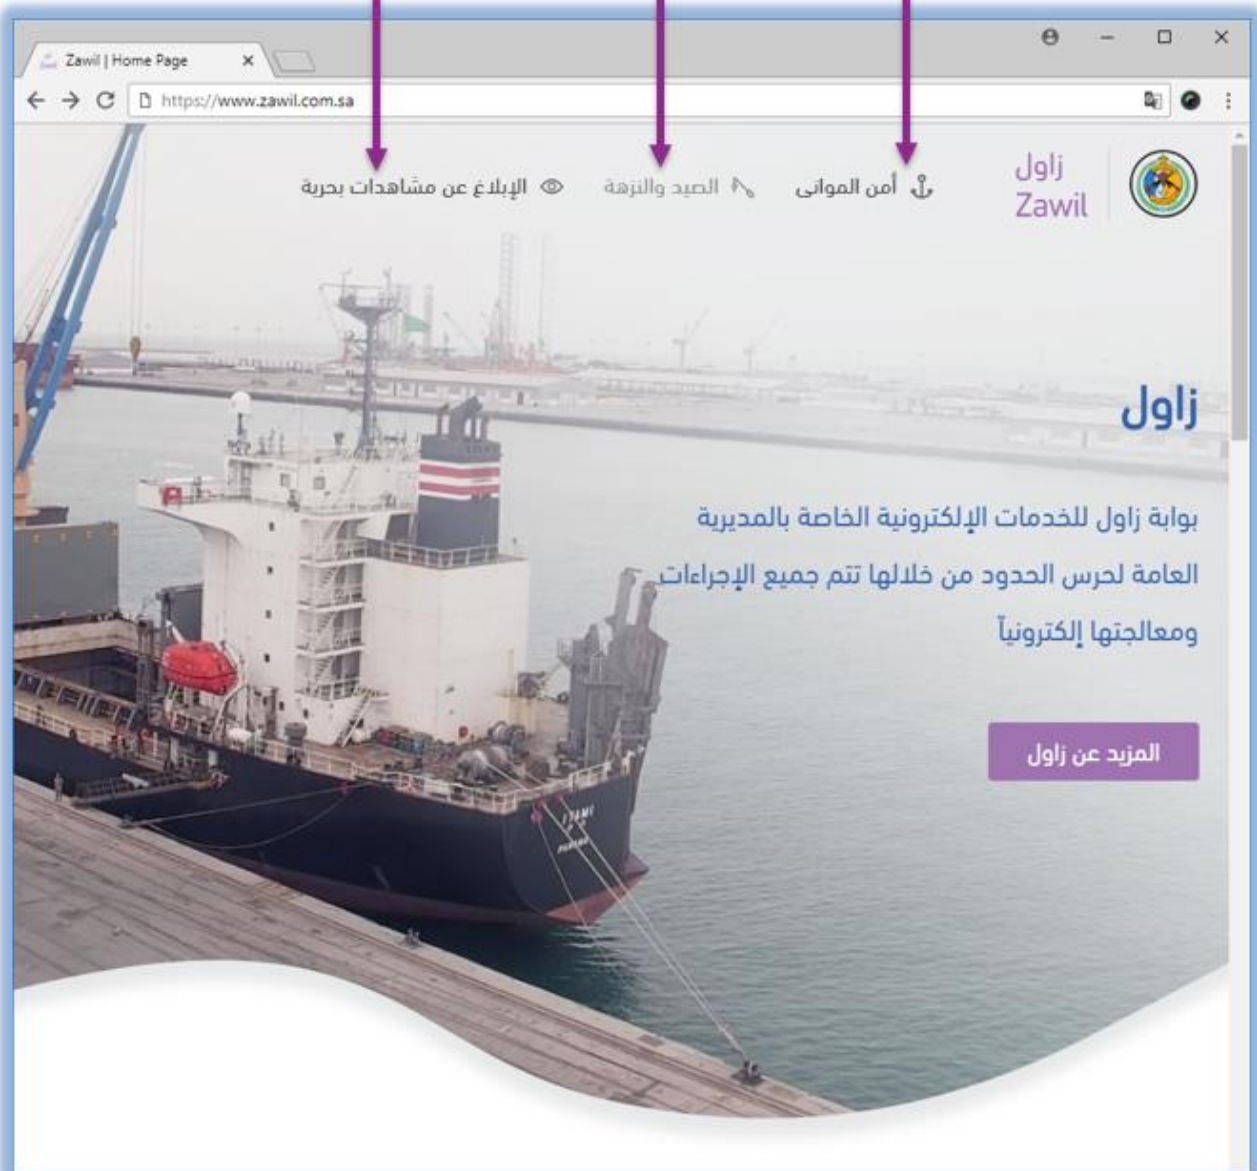 Zawil | Home Page
https://www.zawil.com.sa
زاول
Zawil
أمن الموانى
الصيد والنزهة
الإبلاغ عن مشاهدات بحرية
زاول
بوابة زاول للخدمات الإلكترونية الخاصة بالمديرية
العامة لحرس الحدود من خلالها تتم جميع الإجراءات
ومعالجتها إلكترونياً
المزيد عن زاول